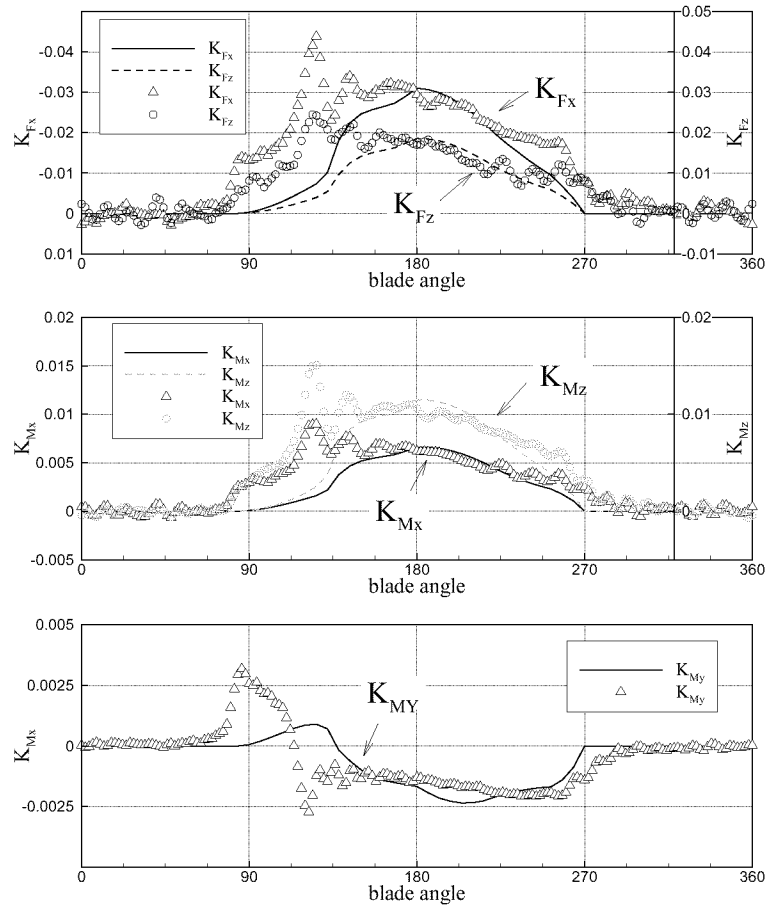 -0.04
-0.03
-0.02
-0.01
0
0.01
K_Fx
0.05
0.04
0.03
0.02
0.01
0
-0.01
K_Fz
K_Fx
K_Fz
K_Fx
K_Fz
K_Fx
K_Fz
0
90
180
270
360
blade angle
0.02
0.015
0.01
0.005
0
-0.005
K_Mx
0.02
0.01
0
K_Mz
K_Mx
K_Mz
K_Mx
K_Mz
K_Mz
K_Mx
0
90
180
270
360
blade angle
0.005
0.0025
0
-0.0025
K_Mx
K_MY
K_My
K_My
0
90
180
270
360
blade angle